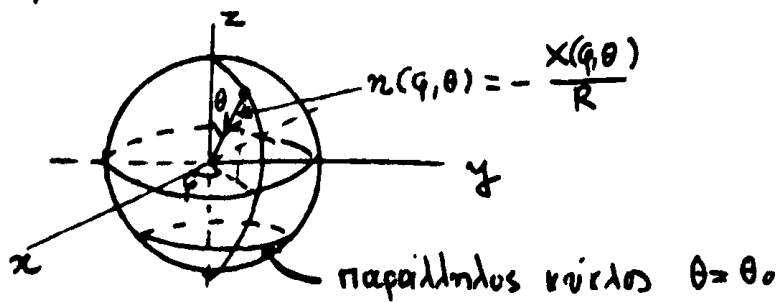 z
n(φ,θ) = - X(φ,θ) / R
θ
y
φ
x
παράλληλος κύκλος θ=θ₀